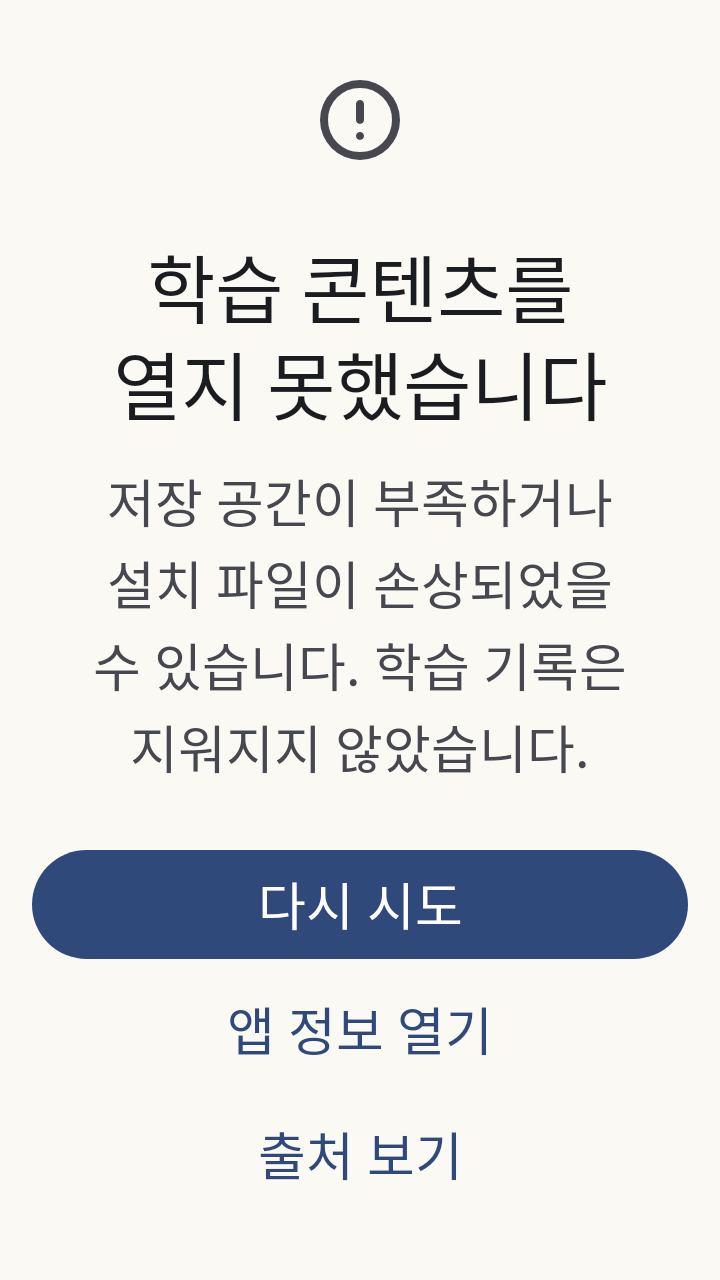 학습 콘텐츠를
열지 못했습니다
저장 공간이 부족하거나
설치 파일이 손상되었을
수 있습니다. 학습 기록은
지워지지 않았습니다.
다시 시도
앱 정보 열기
출처 보기